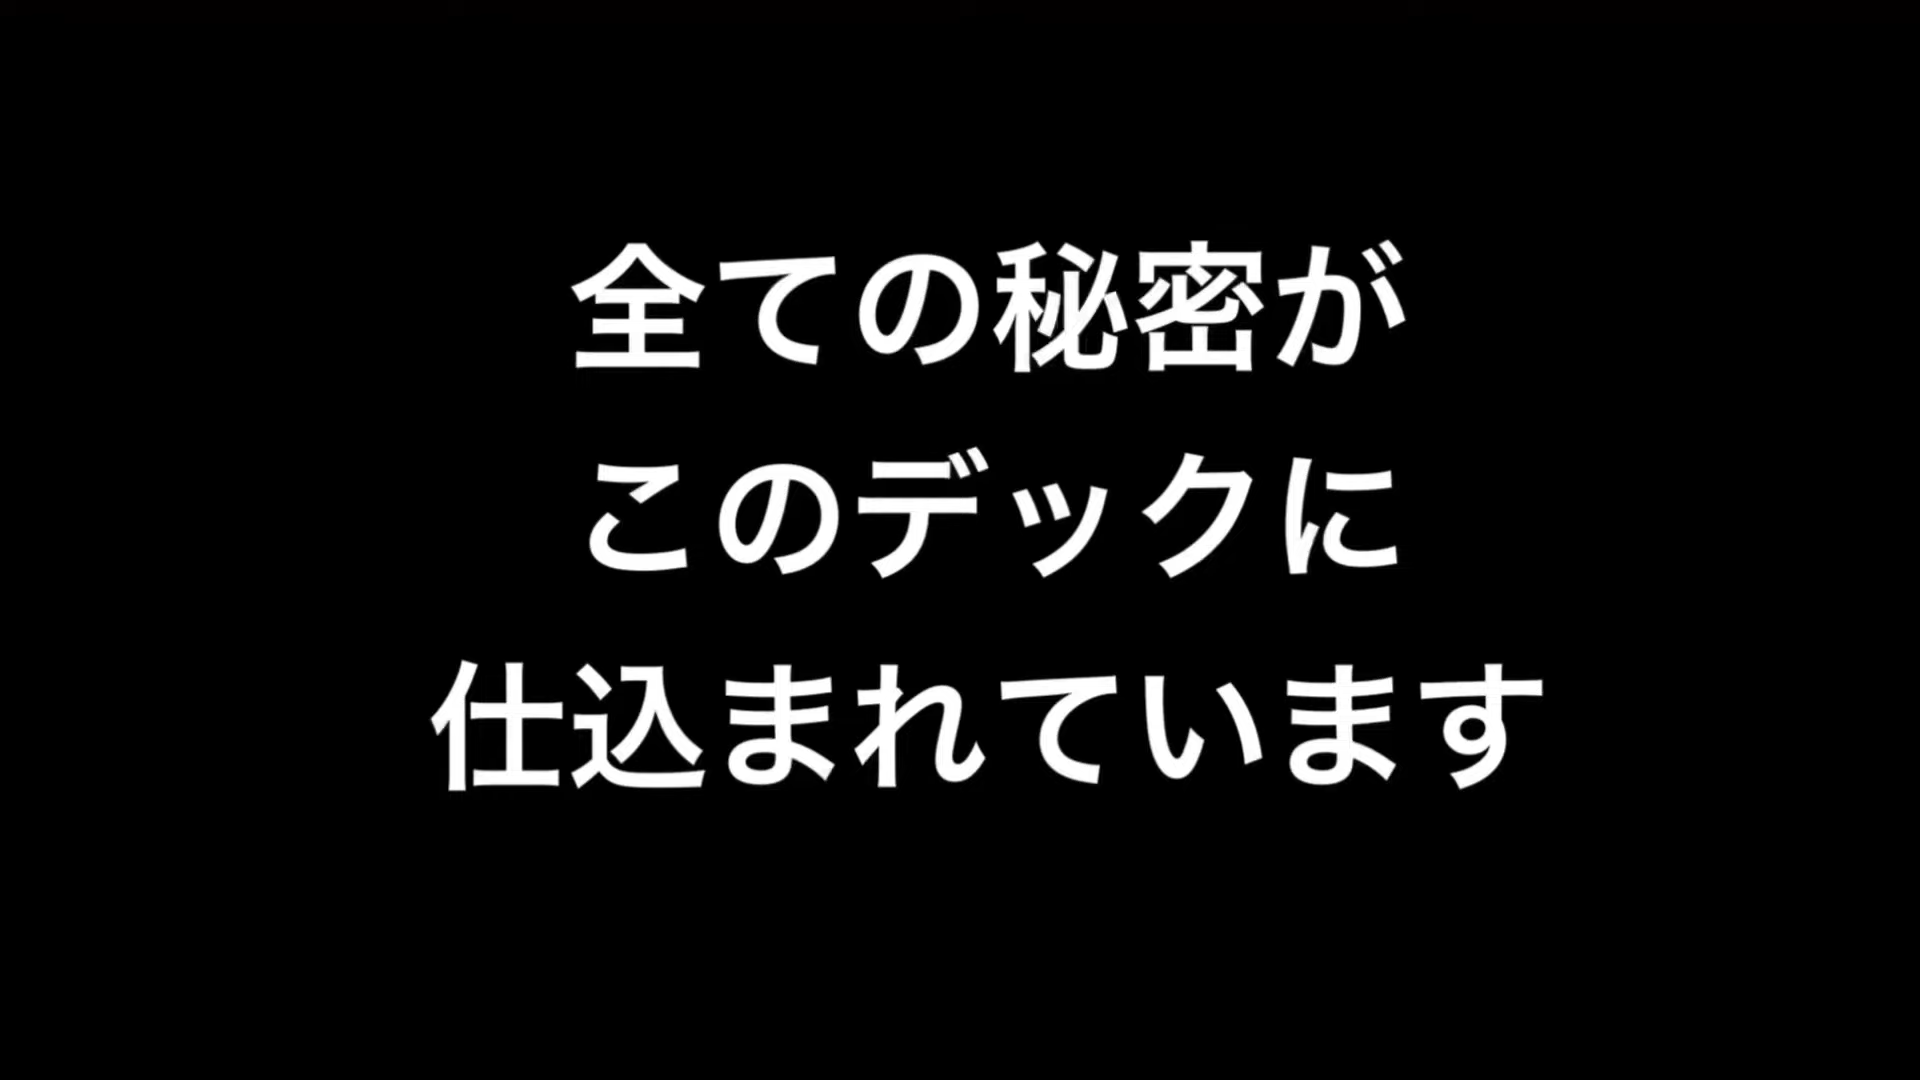 全ての秘密が
このデックに
仕込まれています